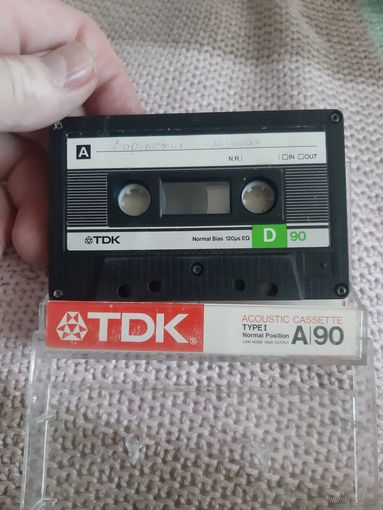 A
N.R.
IN OUT
TDK
Normal Bias 120µs EQ
D 90
TDK®
ACOUSTIC CASSETTE
TYPE I
Normal Position
A/90
LOW NOISE HIGH OUTPUT